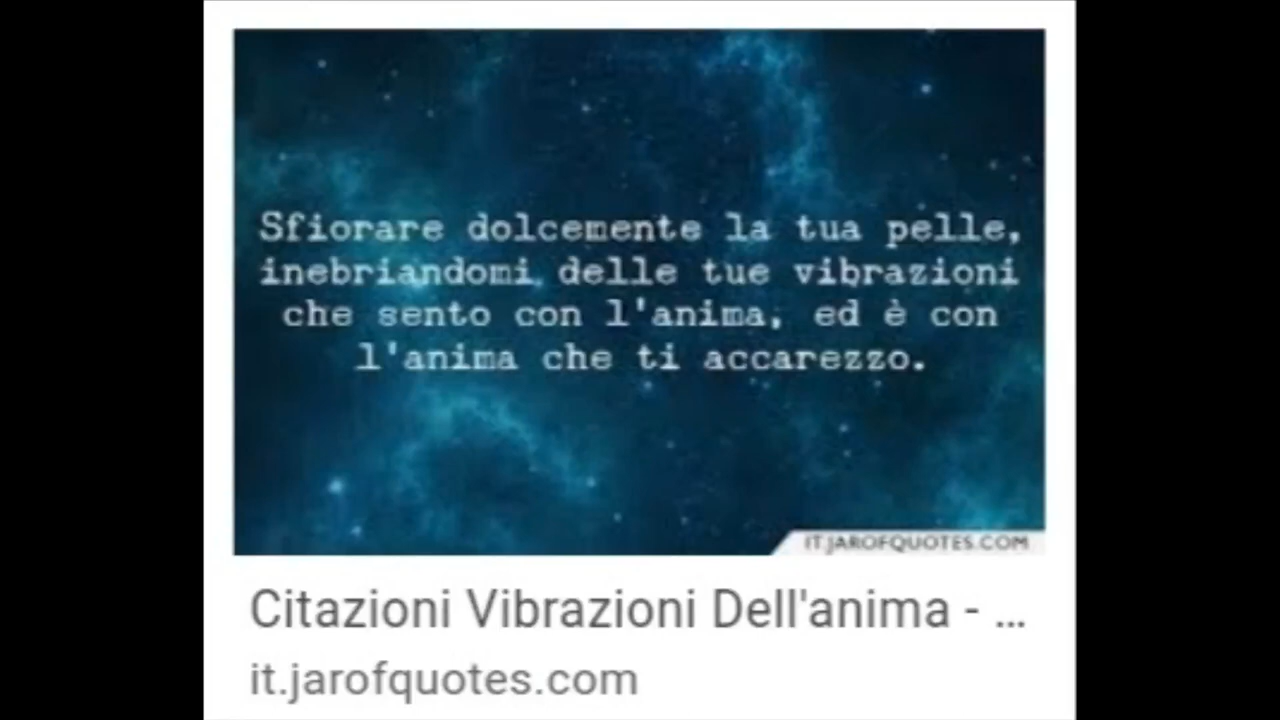 Sfiorare dolcemente la tua pelle,
inebriandomi delle tue vibrazioni
che sento con l'anima, ed è con
l'anima che ti accarezzo.
IT.JAROFQUOTES.COM
Citazioni Vibrazioni Dell'anima - ...
it.jarofquotes.com